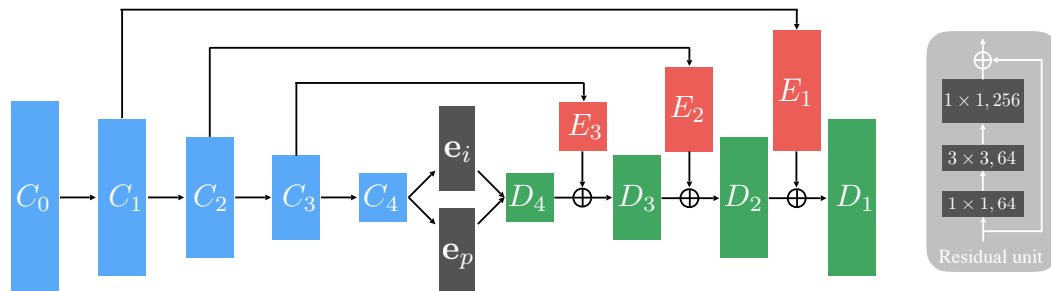 C₀
C₁
C₂
C₃
C₄
eᵢ
eₚ
D₄
E₃
D₃
E₂
D₂
E₁
D₁
1 × 1, 256
3 × 3, 64
1 × 1, 64
Residual unit